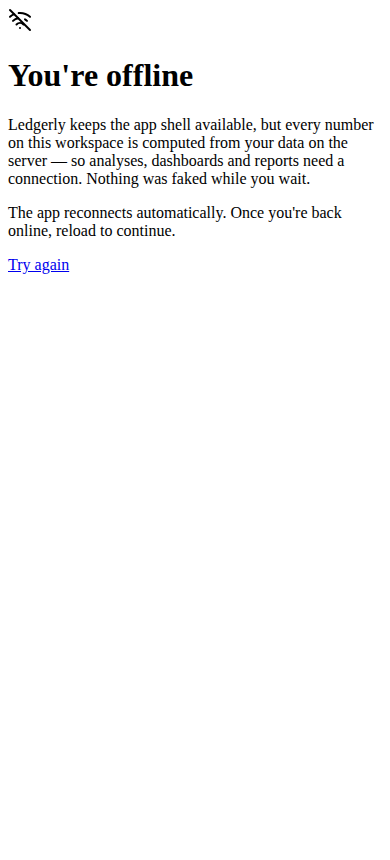 You're offline
Ledgerly keeps the app shell available, but every number
on this workspace is computed from your data on the
server — so analyses, dashboards and reports need a
connection. Nothing was faked while you wait.
The app reconnects automatically. Once you're back
online, reload to continue.
Try again